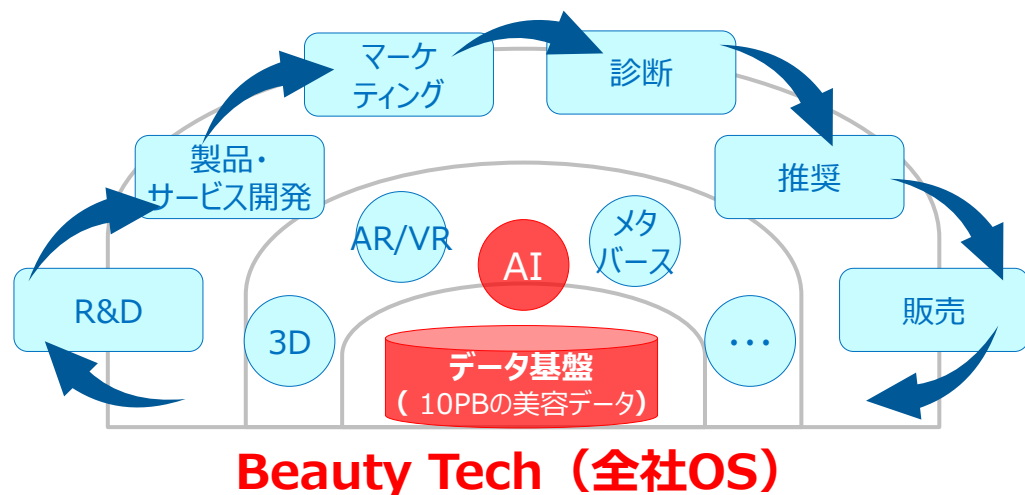 マーケ
ティング
診断
製品・
サービス開発
推奨
AR/VR
メタ
バース
AI
R&D
販売
3D
…
データ基盤
( 10PBの美容データ)
Beauty Tech（全社OS）